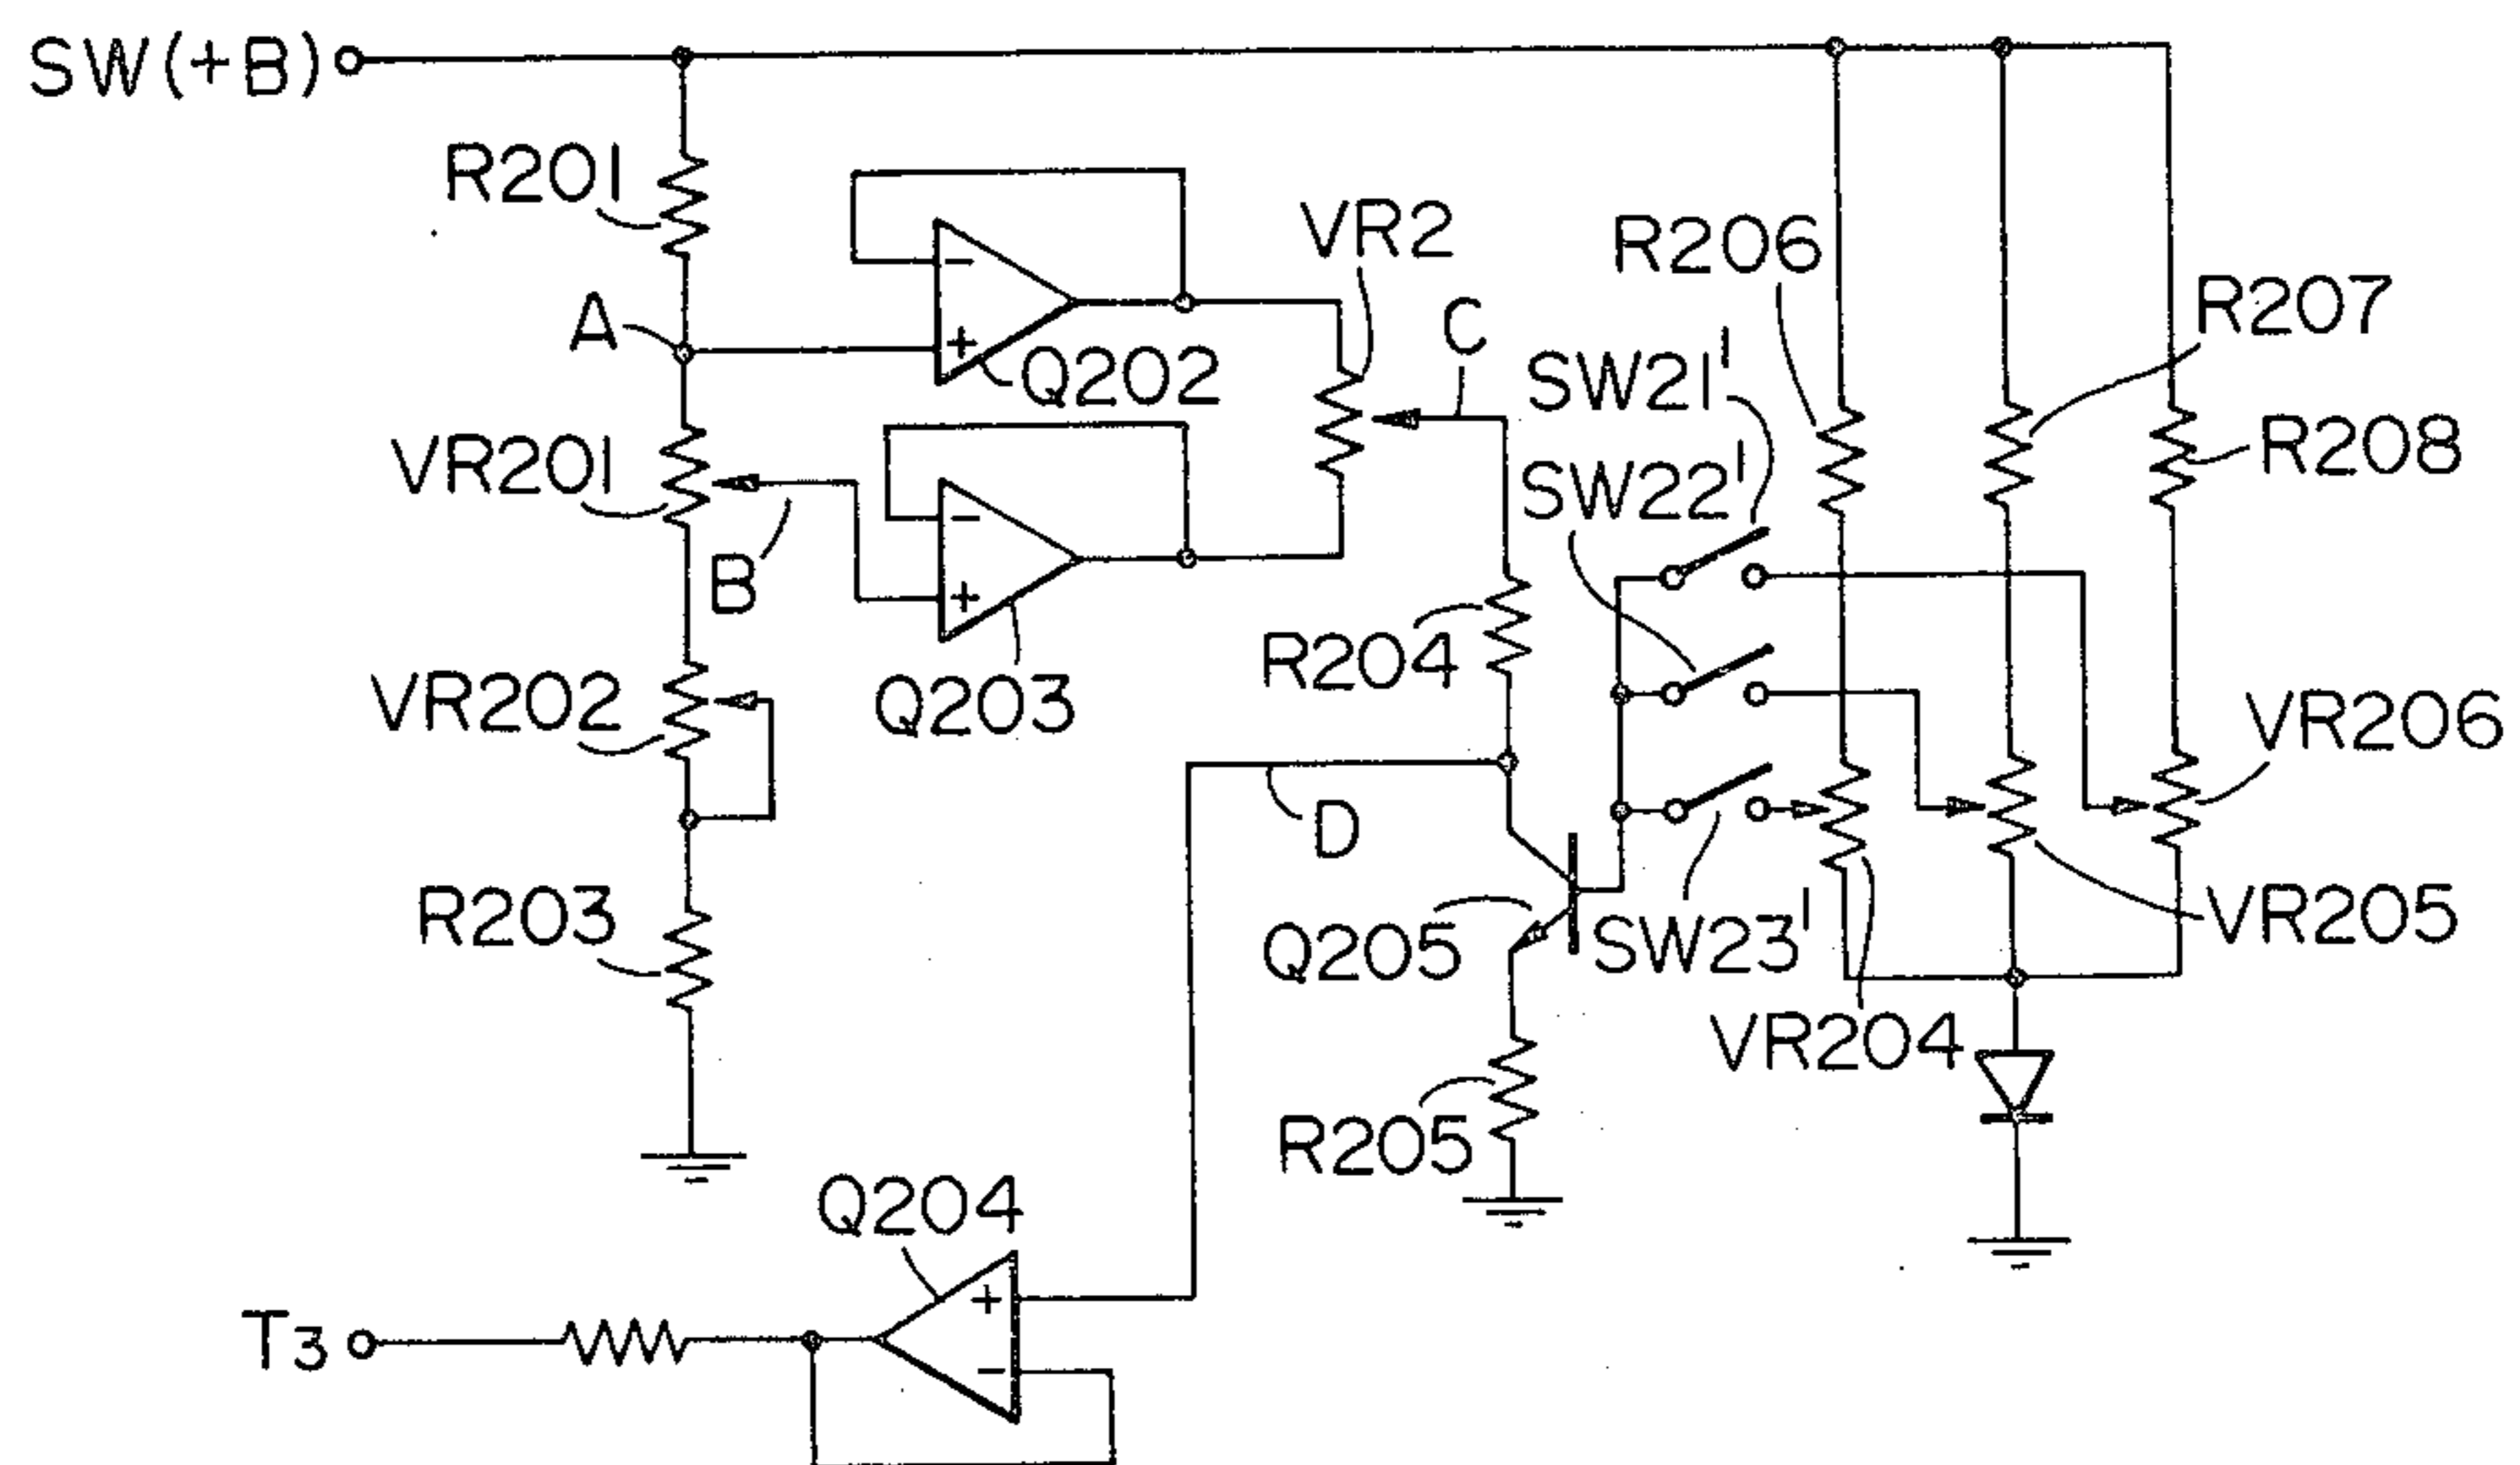 SW(+B)
R201
A
VR201
B
VR202
R203
-
+
Q202
-
+
Q203
VR2
C
R204
D
R206
SW21'
SW22'
R207
R208
VR206
SW23'
VR205
VR204
Q205
R205
Q204
+
-
T3